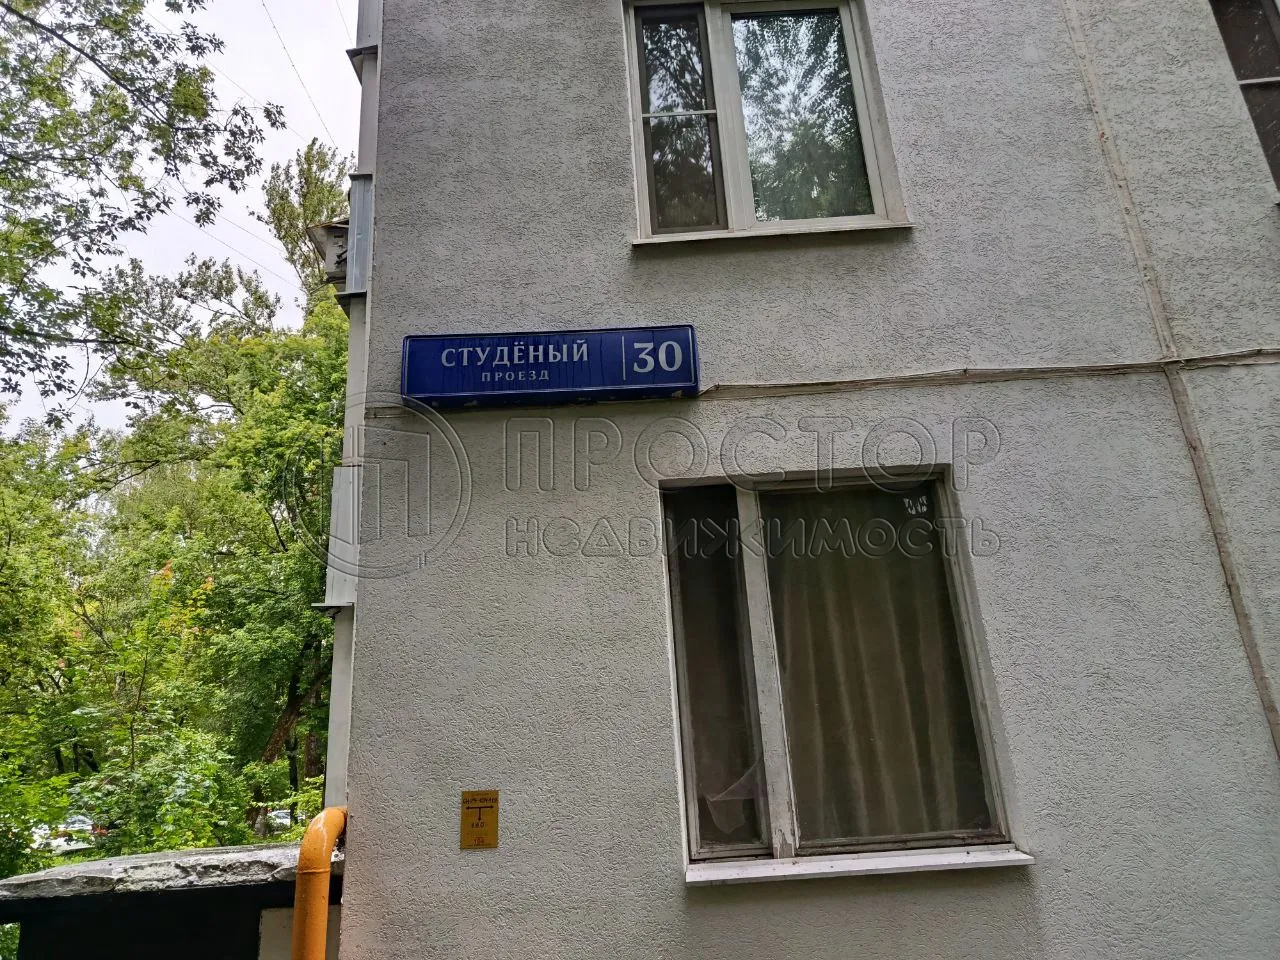 СТУДЁНЫЙ
ПРОЕЗД
30
П
ПРОСТОР
НЕДВИЖИМОСТЬ